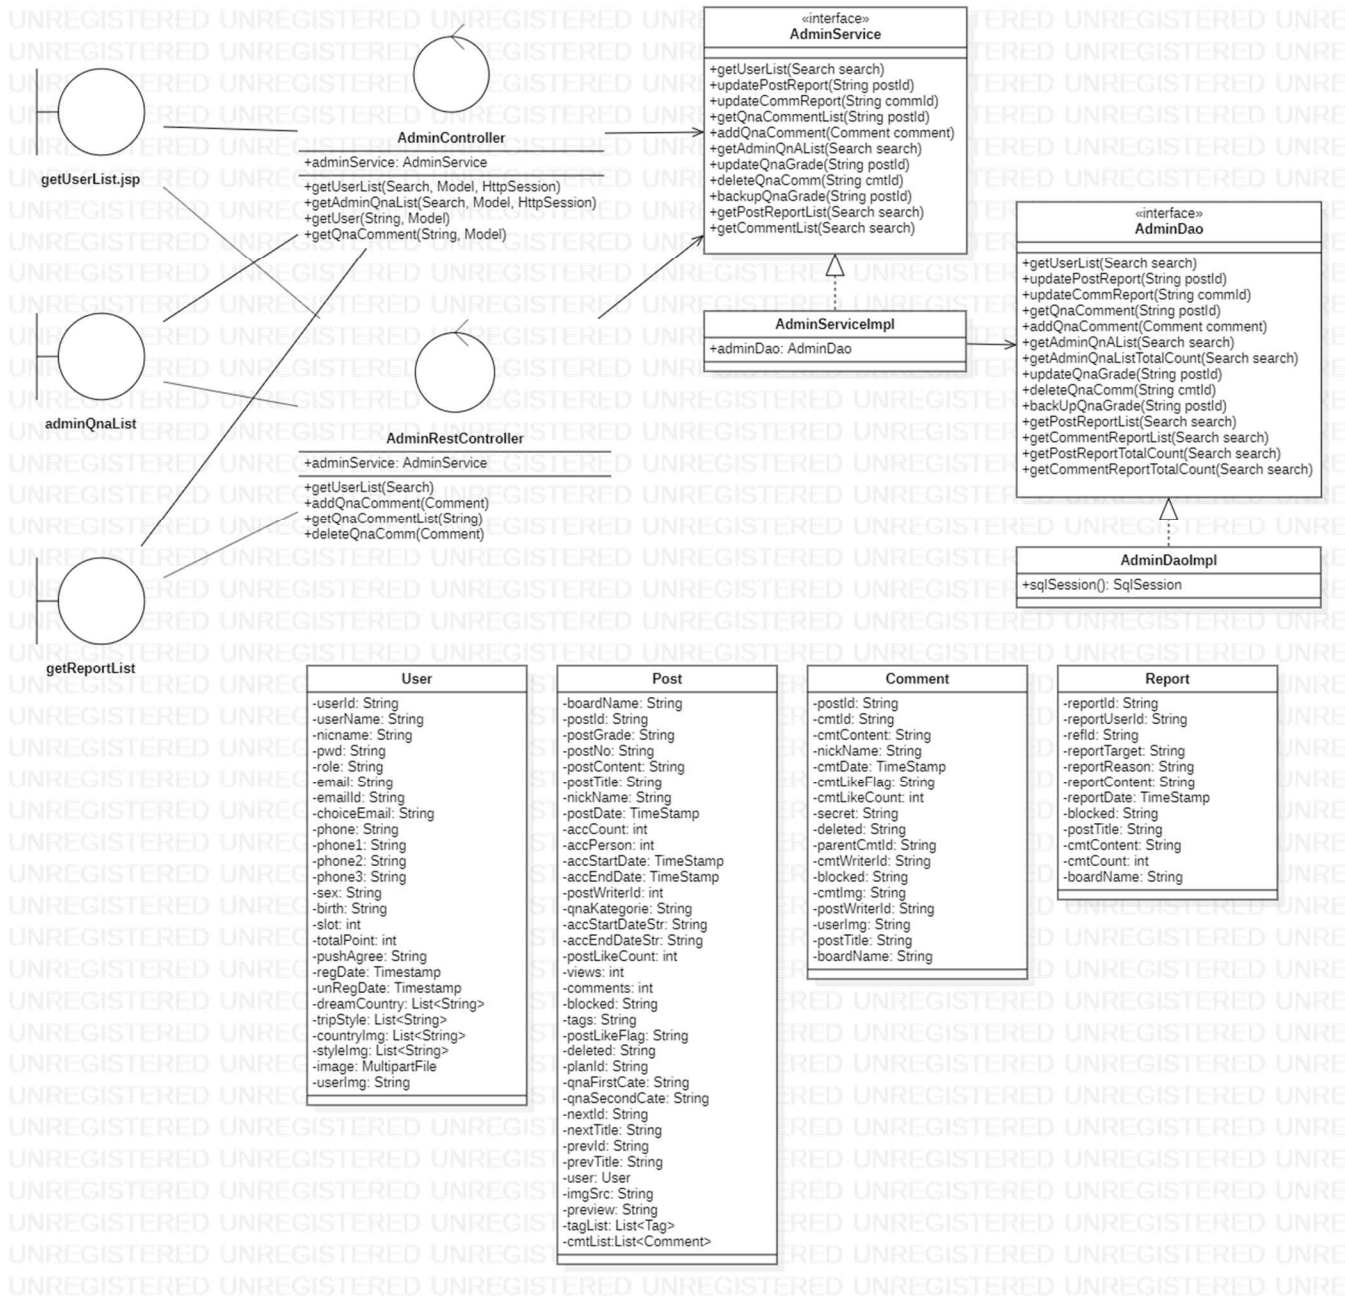 getUserList.jsp
adminQnaList
getReportList
AdminController
+adminService: AdminService
+getUserList(Search, Model, HttpSession)
+getAdminQnaList(Search, Model, HttpSession)
+getUser(String, Model)
+getQnaComment(String, Model)
AdminRestController
+adminService: AdminService
+getUserList(Search)
+addQnaComment(Comment)
+getQnaCommentList(String)
+deleteQnaComm(Comment)
«interface»
AdminService
+getUserList(Search search)
+updatePostReport(String postId)
+updateCommReport(String commId)
+getQnaCommentList(String postId)
+addQnaComment(Comment comment)
+getAdminQnAList(Search search)
+updateQnaGrade(String postId)
+deleteQnaComm(String cmtId)
+backupQnaGrade(String postId)
+getPostReportList(Search search)
+getCommentList(Search search)
AdminServiceImpl
+adminDao: AdminDao
«interface»
AdminDao
+getUserList(Search search)
+updatePostReport(String postId)
+updateCommReport(String commId)
+getQnaComment(String postId)
+addQnaComment(Comment comment)
+getAdminQnAList(Search search)
+getAdminQnaListTotalCount(Search search)
+updateQnaGrade(String postId)
+deleteQnaComm(String cmtId)
+backUpQnaGrade(String postId)
+getPostReportList(Search search)
+getCommentReportList(Search search)
+getPostReportTotalCount(Search search)
+getCommentReportTotalCount(Search search)
AdminDaoImpl
+sqlSession(): SqlSession
User
-userId: String
-userName: String
-nicname: String
-pwd: String
-role: String
-email: String
-emailId: String
-choiceEmail: String
-phone: String
-phone1: String
-phone2: String
-phone3: String
-sex: String
-birth: String
-slot: int
-totalPoint: int
-pushAgree: String
-regDate: Timestamp
-unRegDate: Timestamp
-dreamCountry: List<String>
-tripStyle: List<String>
-countryImg: List<String>
-styleImg: List<String>
-image: MultipartFile
-userImg: String
Post
-boardName: String
-postId: String
-postGrade: String
-postNo: String
-postContent: String
-postTitle: String
-nickName: String
-postDate: TimeStamp
-accCount: int
-accPerson: int
-accStartDate: TimeStamp
-accEndDate: TimeStamp
-postWriterId: int
-qnaKategorie: String
-accStartDateStr: String
-accEndDateStr: String
-postLikeCount: int
-views: int
-comments: int
-blocked: String
-tags: String
-postLikeFlag: String
-deleted: String
-planId: String
-qnaFirstCate: String
-qnaSecondCate: String
-nextId: String
-nextTitle: String
-prevId: String
-prevTitle: String
-user: User
-imgSrc: String
-preview: String
-tagList: List<Tag>
-cmtList:List<Comment>
Comment
-postId: String
-cmtId: String
-cmtContent: String
-nickName: String
-cmtDate: TimeStamp
-cmtLikeFlag: String
-cmtLikeCount: int
-secret: String
-deleted: String
-parentCmtId: String
-cmtWriterId: String
-blocked: String
-cmtImg: String
-postWriterId: String
-userImg: String
-postTitle: String
-boardName: String
Report
-reportId: String
-reportUserId: String
-refId: String
-reportTarget: String
-reportReason: String
-reportContent: String
-reportDate: TimeStamp
-blocked: String
-postTitle: String
-cmtContent: String
-cmtCount: int
-boardName: String